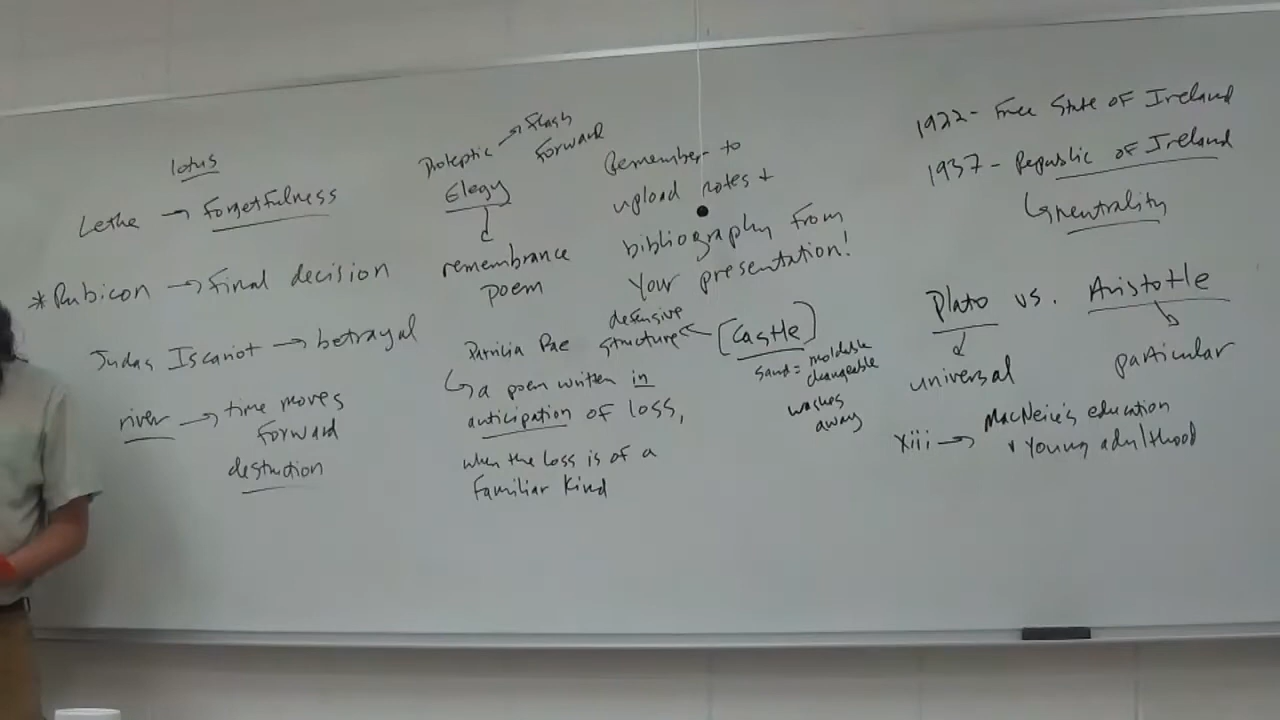 lotus
Lethe → forgetfulness
*Rubicon → final decision
Judas Iscariot → betrayal
river → time moves
forward
destruction
Proleptic → flash
forward
Elegy
remembrance
poem
Patricia Rae
↳ a poem written in
anticipation of loss,
when the loss is of a
familiar kind
Remember to
upload notes +
bibliography from
your presentation!
defensive
structure ← [Castle]
sand = moldable
changeable
washes
away
1922 - Free State of Ireland
1937 - Republic of Ireland
↳ neutrality
Plato vs. Aristotle
universal
particular
xiii → MacNeice's education
+ young adulthood